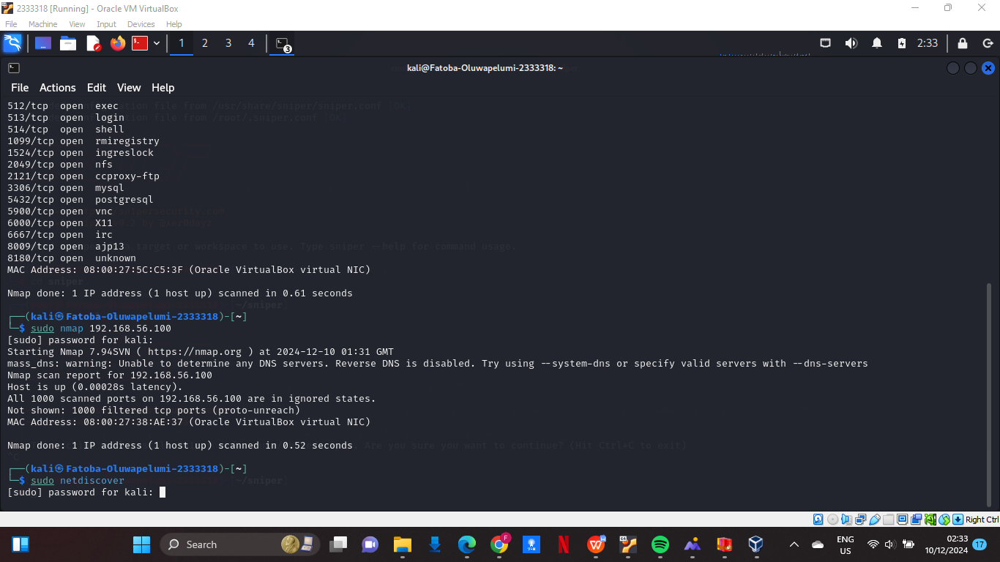 2333318 [Running] - Oracle VM VirtualBox
File Machine View Input Devices Help
1 2 3 4 3 2:33
kali@Fatoba-Oluwapelumi-2333318: ~
File Actions Edit View Help
512/tcp open exec
513/tcp open login
514/tcp open shell
1099/tcp open rmiregistry
1524/tcp open ingreslock
2049/tcp open nfs
2121/tcp open ccproxy-ftp
3306/tcp open mysql
5432/tcp open postgresql
5900/tcp open vnc
6000/tcp open X11
6667/tcp open irc
8009/tcp open ajp13
8180/tcp open unknown
MAC Address: 08:00:27:5C:C5:3F (Oracle VirtualBox virtual NIC)
Nmap done: 1 IP address (1 host up) scanned in 0.61 seconds
┌──(kali㉿Fatoba-Oluwapelumi-2333318)-[~]
└─$ sudo nmap 192.168.56.100
[sudo] password for kali:
Starting Nmap 7.94SVN ( https://nmap.org ) at 2024-12-10 01:31 GMT
mass_dns: warning: Unable to determine any DNS servers. Reverse DNS is disabled. Try using --system-dns or specify valid servers with --dns-servers
Nmap scan report for 192.168.56.100
Host is up (0.00028s latency).
All 1000 scanned ports on 192.168.56.100 are in ignored states.
Not shown: 1000 filtered tcp ports (proto-unreach)
MAC Address: 08:00:27:38:AE:37 (Oracle VirtualBox virtual NIC)
Nmap done: 1 IP address (1 host up) scanned in 0.52 seconds
┌──(kali㉿Fatoba-Oluwapelumi-2333318)-[~]
└─$ sudo netdiscover
[sudo] password for kali:
Right Ctrl
Search
ENG
US
02:33
10/12/2024
17